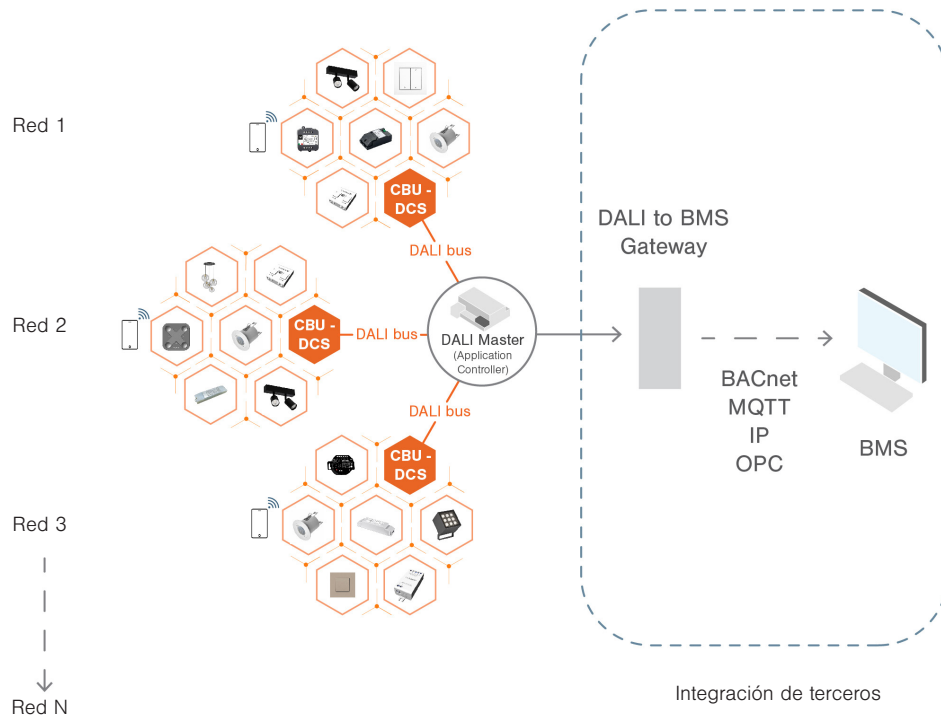 Red 1
CBU -
DCS
DALI bus
Red 2
CBU -
DCS
DALI bus
DALI Master
(Application
Controller)
DALI bus
Red 3
CBU -
DCS
Red N
DALI to BMS
Gateway
BACnet
MQTT
IP
OPC
BMS
Integración de terceros